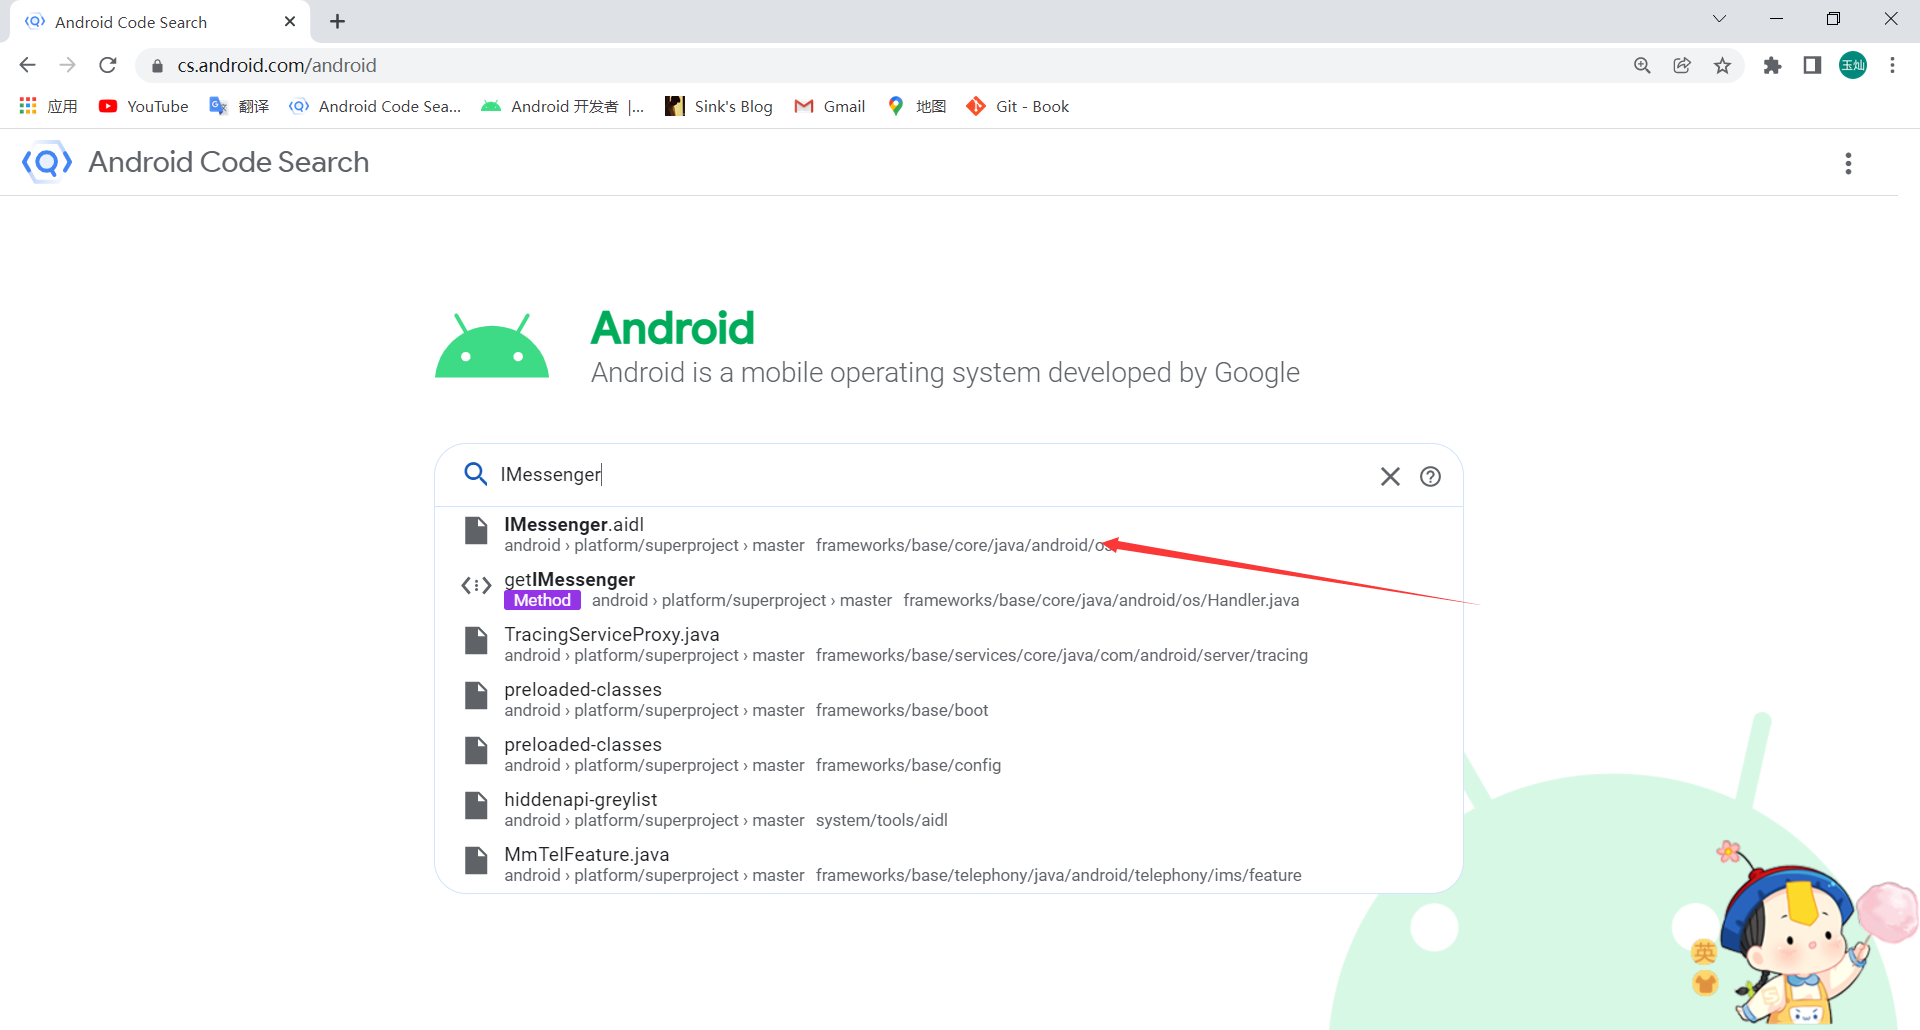 Android Code Search
cs.android.com/android
玉灿
应用
YouTube
翻译
Android Code Sea...
Android 开发者 |...
Sink's Blog
Gmail
地图
Git - Book
Android Code Search
Android
Android is a mobile operating system developed by Google
IMessenger
IMessenger.aidl
android › platform/superproject › master frameworks/base/core/java/android/os
getIMessenger
Method android › platform/superproject › master frameworks/base/core/java/android/os/Handler.java
TracingServiceProxy.java
android › platform/superproject › master frameworks/base/services/core/java/com/android/server/tracing
preloaded-classes
android › platform/superproject › master frameworks/base/boot
preloaded-classes
android › platform/superproject › master frameworks/base/config
hiddenapi-greylist
android › platform/superproject › master system/tools/aidl
MmTelFeature.java
android › platform/superproject › master frameworks/base/telephony/java/android/telephony/ims/feature
英